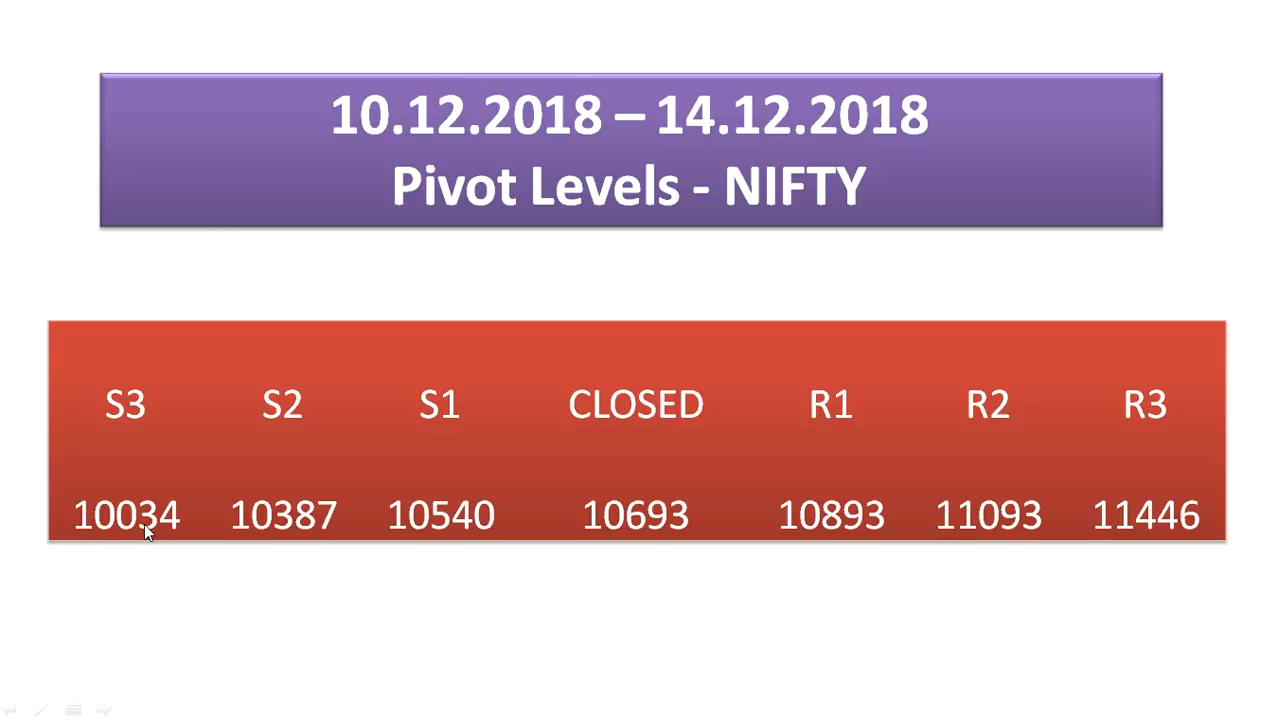 10.12.2018 – 14.12.2018
Pivot Levels - NIFTY
S3 S2 S1 CLOSED R1 R2 R3
10034 10387 10540 10693 10893 11093 11446